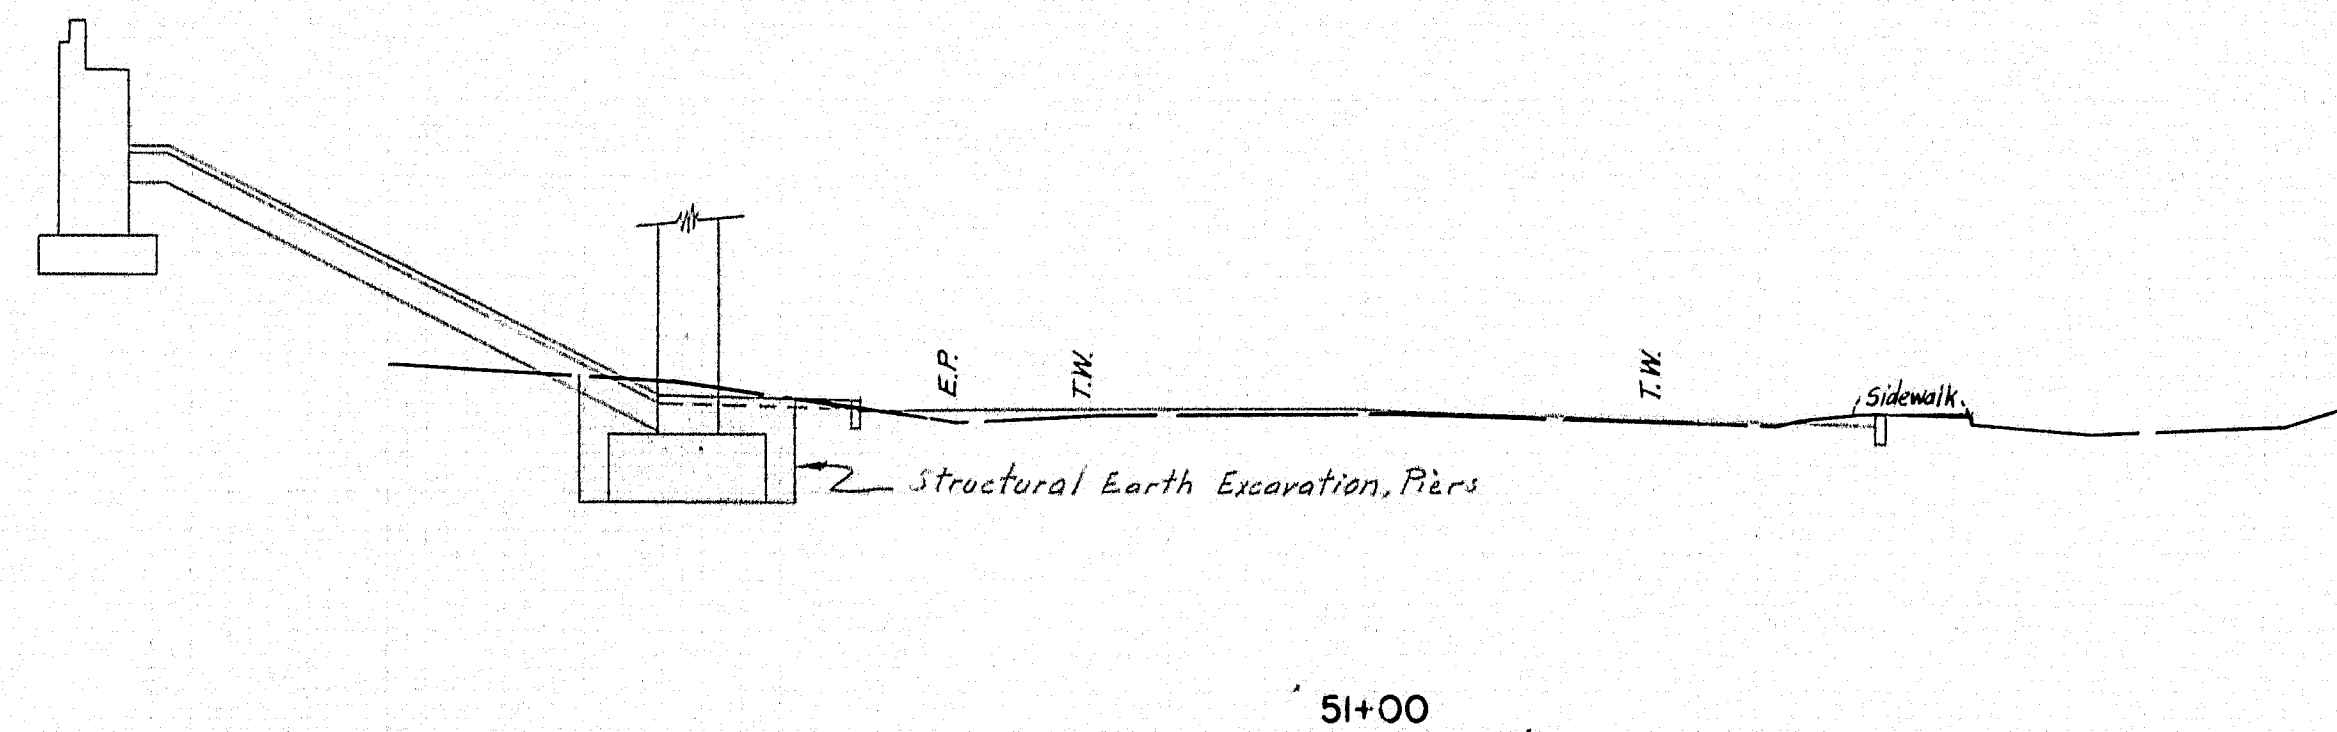 E.P.
T.W.
T.W.
Sidewalk
Structural Earth Excavation, Piers
51+00